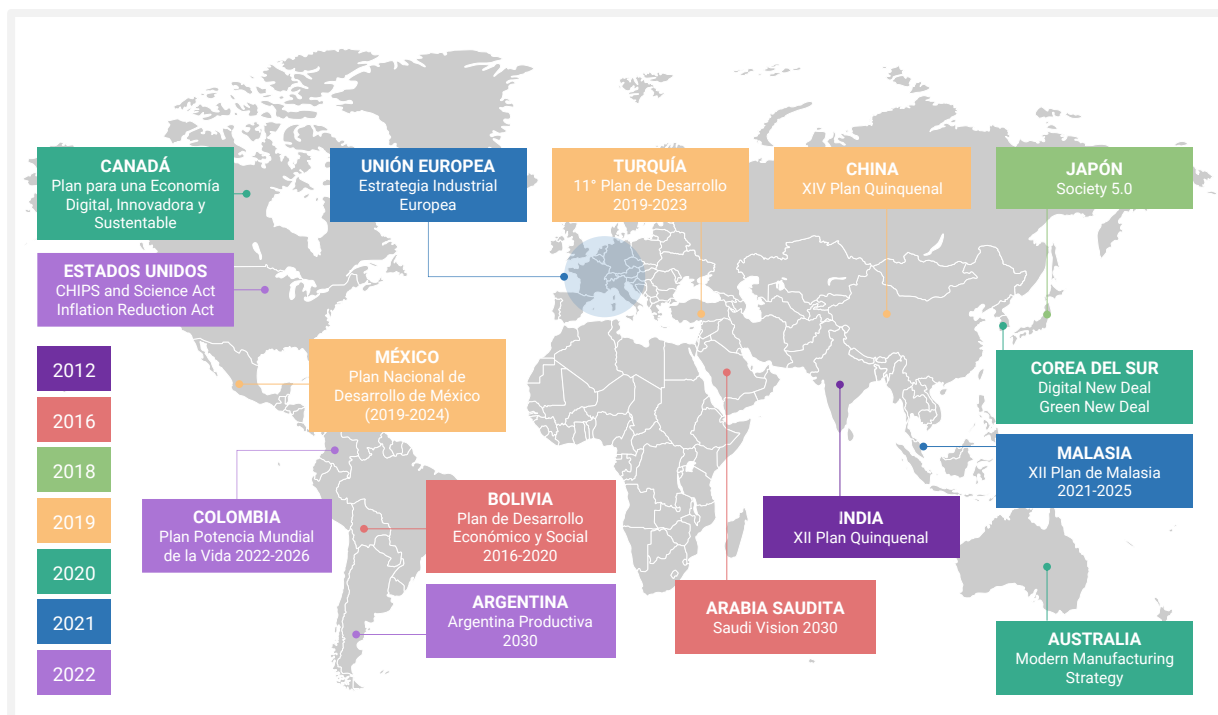 CANADÁ
Plan para una Economía
Digital, Innovadora y
Sustentable
UNIÓN EUROPEA
Estrategia Industrial
Europea
TURQUÍA
11° Plan de Desarrollo
2019-2023
CHINA
XIV Plan Quinquenal
JAPÓN
Society 5.0
ESTADOS UNIDOS
CHIPS and Science Act
Inflation Reduction Act
MÉXICO
Plan Nacional de
Desarrollo de México
(2019-2024)
COREA DEL SUR
Digital New Deal
Green New Deal
MALASIA
XII Plan de Malasia
2021-2025
COLOMBIA
Plan Potencia Mundial
de la Vida 2022-2026
BOLIVIA
Plan de Desarrollo
Económico y Social
2016-2020
INDIA
XII Plan Quinquenal
ARGENTINA
Argentina Productiva
2030
ARABIA SAUDITA
Saudi Vision 2030
AUSTRALIA
Modern Manufacturing
Strategy
2012
2016
2018
2019
2020
2021
2022